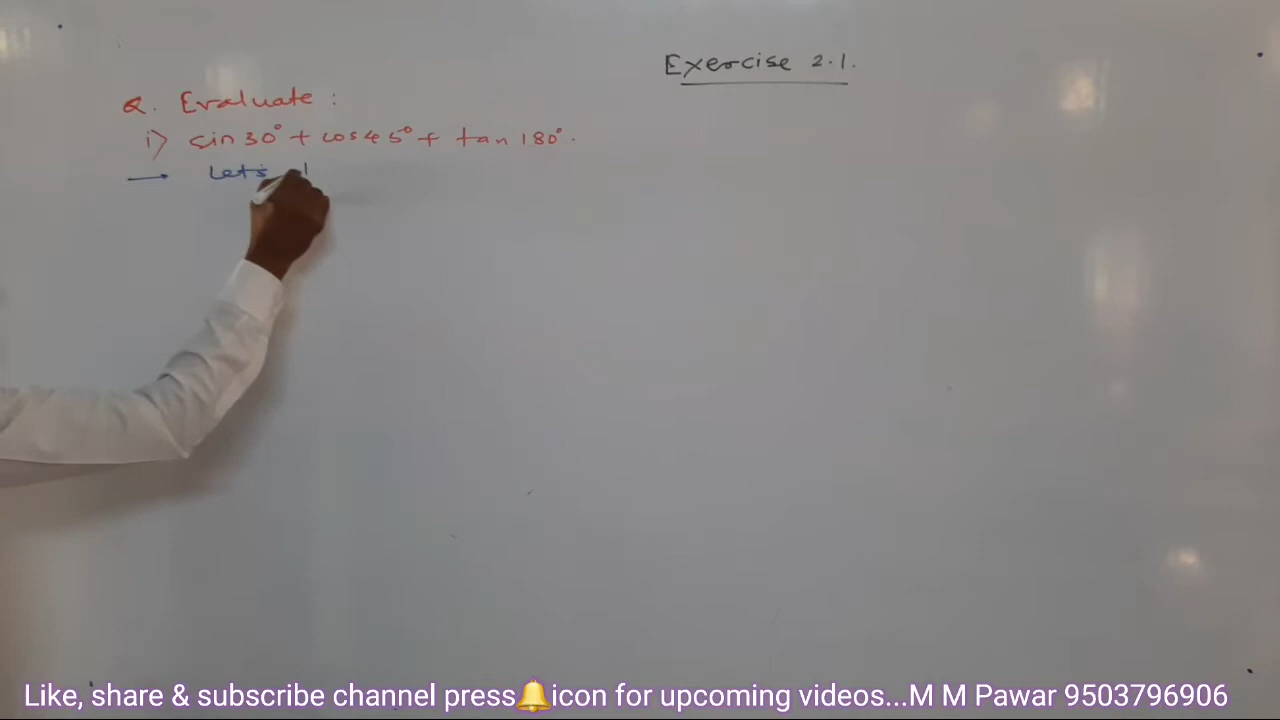 Exercise 2.1.
Q. Evaluate :
i) sin 30° + cos 45° + tan 180°.
→ Let's
Like, share & subscribe channel press🔔icon for upcoming videos...M M Pawar 9503796906